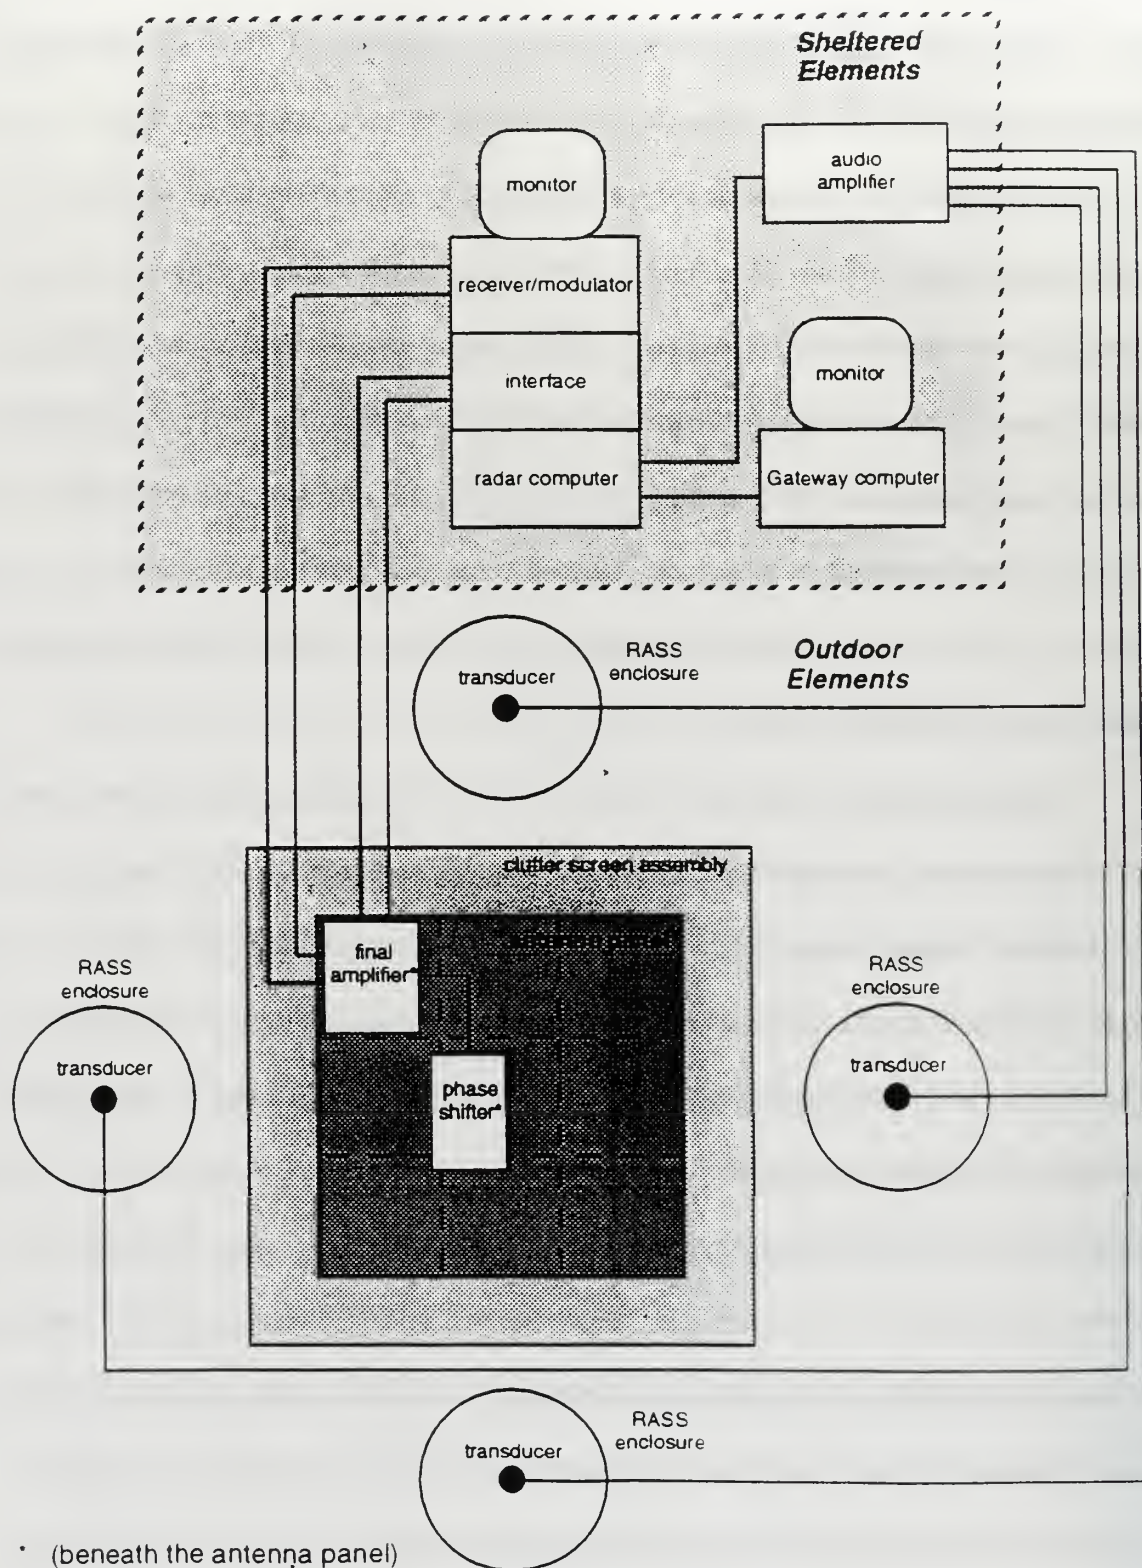 Sheltered
Elements
audio
amplifier
monitor
receiver/modulator
interface
monitor
radar computer
Gateway computer
RASS
enclosure
Outdoor
Elements
transducer
clutter screen assembly
final
amplifier*
RASS
enclosure
RASS
enclosure
transducer
transducer
phase
shifter*
RASS
enclosure
transducer
* (beneath the antenna panel)